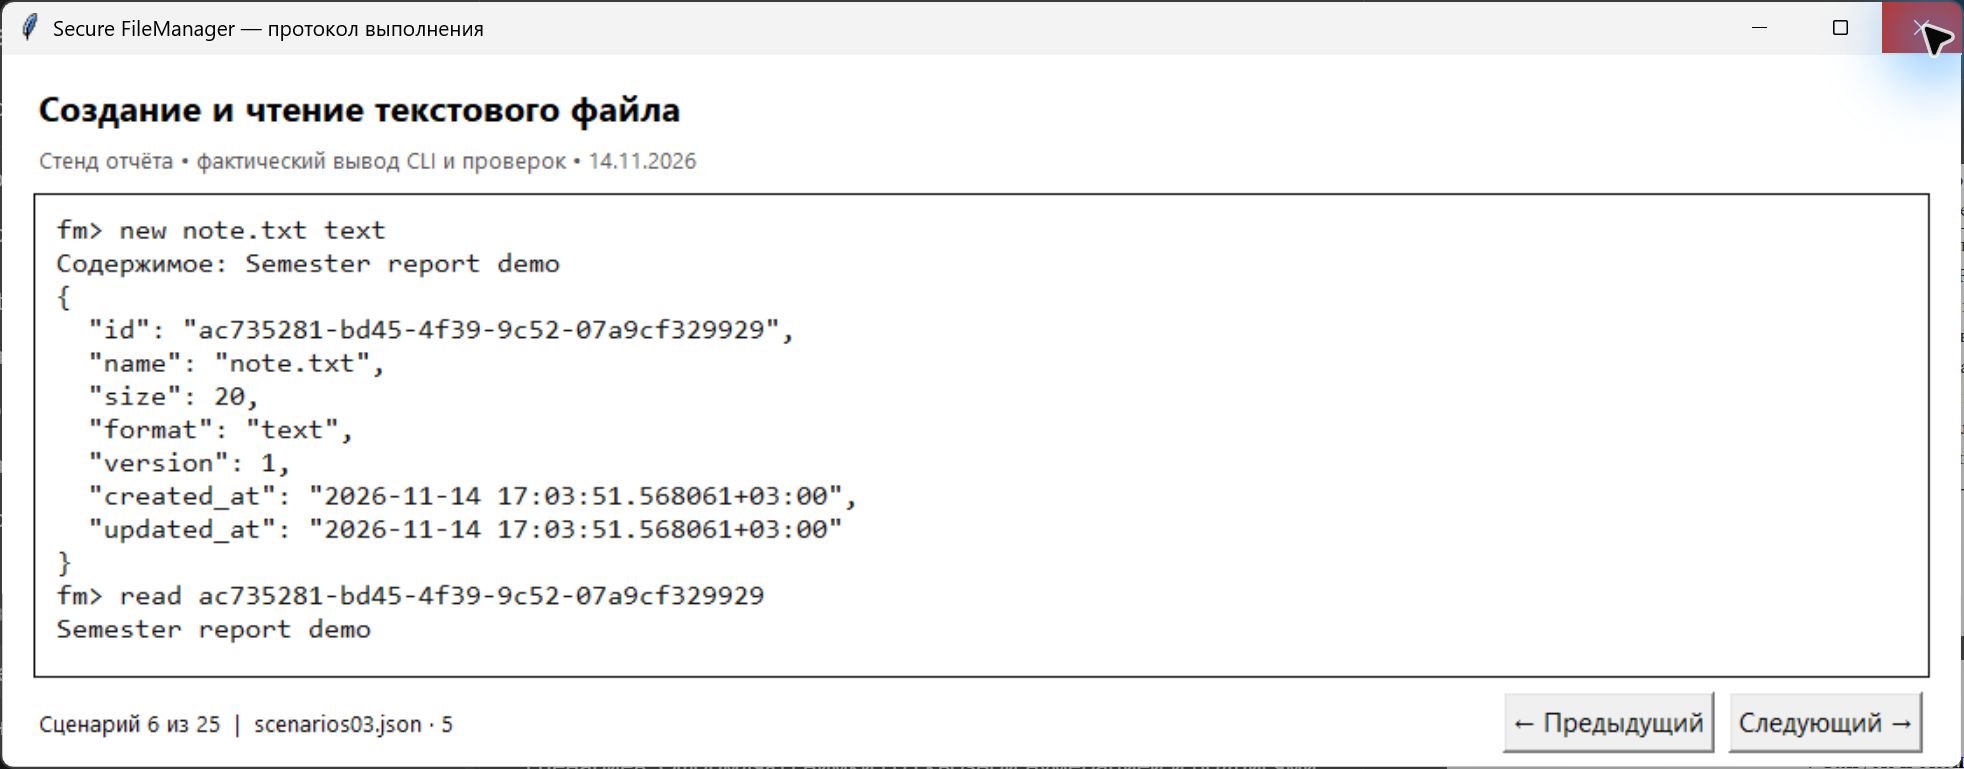 Secure FileManager — протокол выполнения
Создание и чтение текстового файла
Стенд отчёта • фактический вывод CLI и проверок • 14.11.2026
fm> new note.txt text
Содержимое: Semester report demo
{
  "id": "ac735281-bd45-4f39-9c52-07a9cf329929",
  "name": "note.txt",
  "size": 20,
  "format": "text",
  "version": 1,
  "created_at": "2026-11-14 17:03:51.568061+03:00",
  "updated_at": "2026-11-14 17:03:51.568061+03:00"
}
fm> read ac735281-bd45-4f39-9c52-07a9cf329929
Semester report demo
Сценарий 6 из 25 | scenarios03.json · 5
← Предыдущий
Следующий →